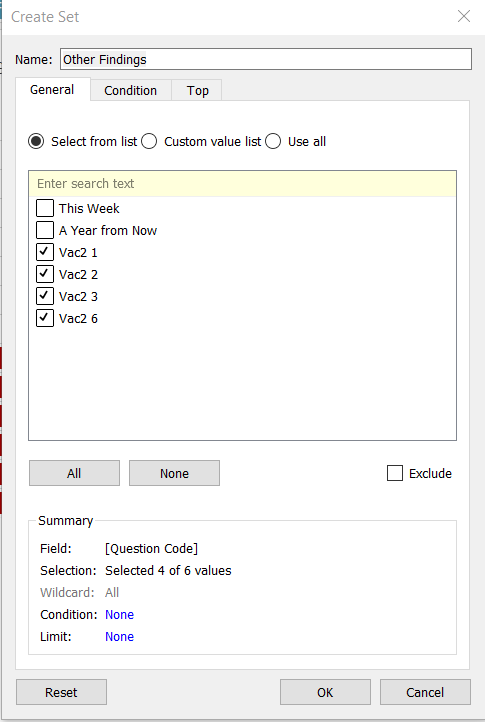 Create Set
Name: Other Findings
General Condition Top
Select from list Custom value list Use all
Enter search text
This Week
A Year from Now
Vac2 1
Vac2 2
Vac2 3
Vac2 6
All None Exclude
Summary
Field: [Question Code]
Selection: Selected 4 of 6 values
Wildcard: All
Condition: None
Limit: None
Reset OK Cancel